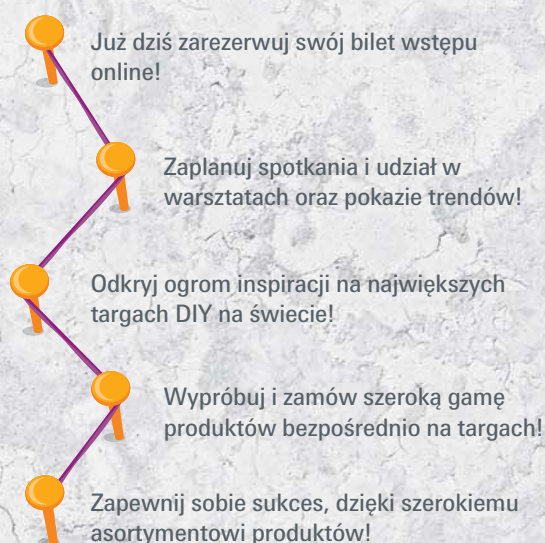 Już dziś zarezerwuj swój bilet wstępu
online!
Zaplanuj spotkania i udział w
warsztatach oraz pokazie trendów!
Odkryj ogrom inspiracji na największych
targach DIY na świecie!
Wypróbuj i zamów szeroką gamę
produktów bezpośrednio na targach!
Zapewnij sobie sukces, dzięki szerokiemu
asortymentowi produktów!